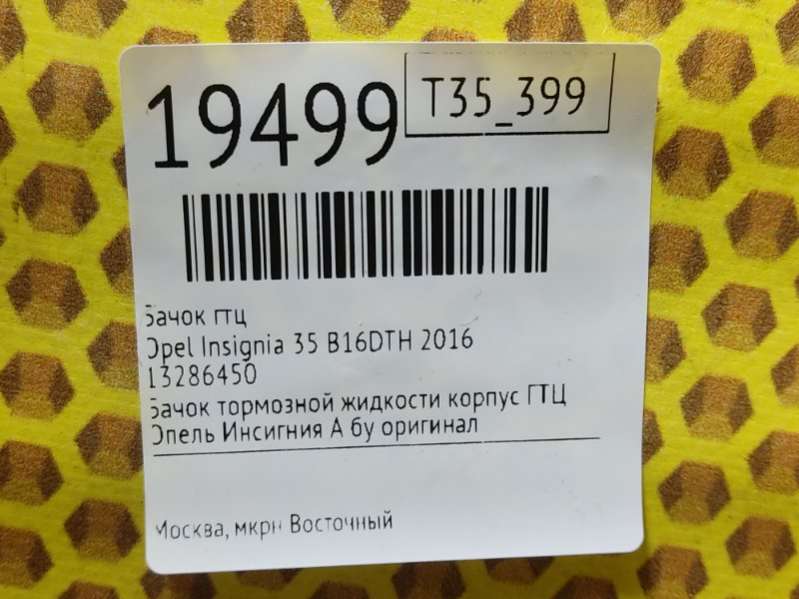 19499
T35_399
Бачок гтц
Opel Insignia 35 B16DTH 2016
13286450
Бачок тормозной жидкости корпус ГТЦ
Опель Инсигния А бу оригинал
Москва, мкрн Восточный